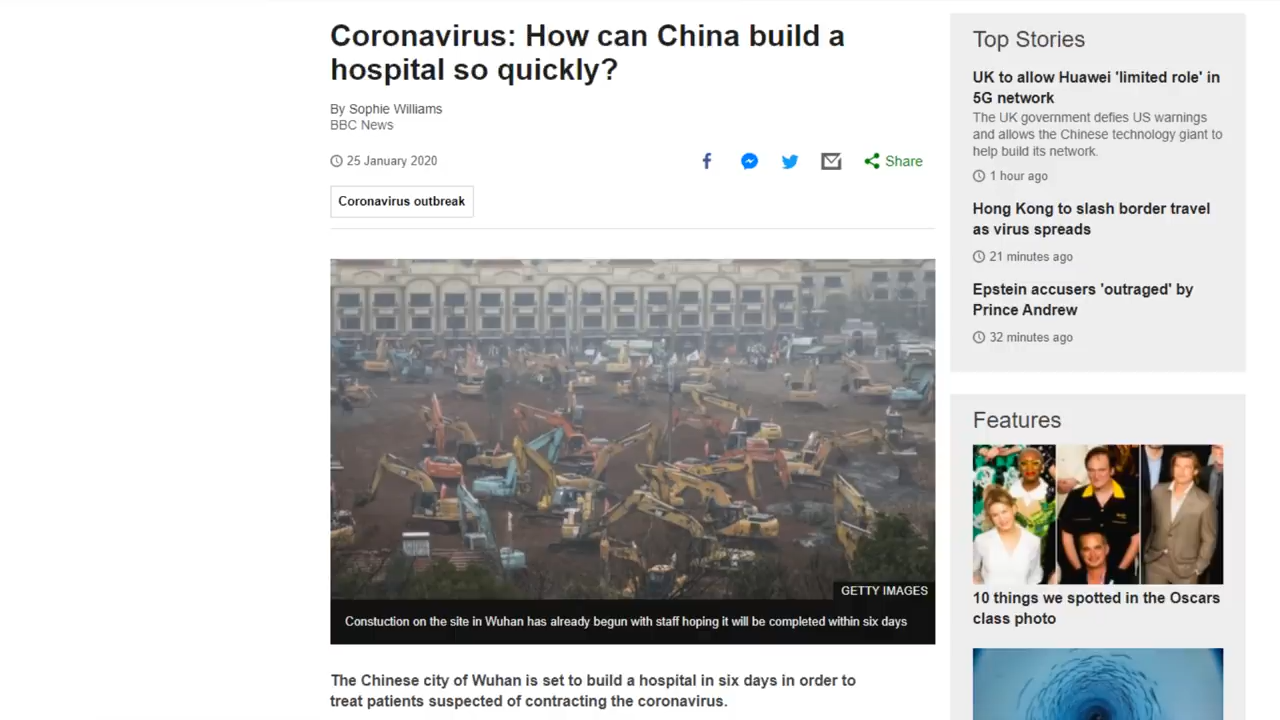 Coronavirus: How can China build a
hospital so quickly?
By Sophie Williams
BBC News
25 January 2020
Share
Coronavirus outbreak
GETTY IMAGES
Constuction on the site in Wuhan has already begun with staff hoping it will be completed within six days
The Chinese city of Wuhan is set to build a hospital in six days in order to
treat patients suspected of contracting the coronavirus.
Top Stories
UK to allow Huawei 'limited role' in
5G network
The UK government defies US warnings
and allows the Chinese technology giant to
help build its network.
1 hour ago
Hong Kong to slash border travel
as virus spreads
21 minutes ago
Epstein accusers 'outraged' by
Prince Andrew
32 minutes ago
Features
10 things we spotted in the Oscars
class photo